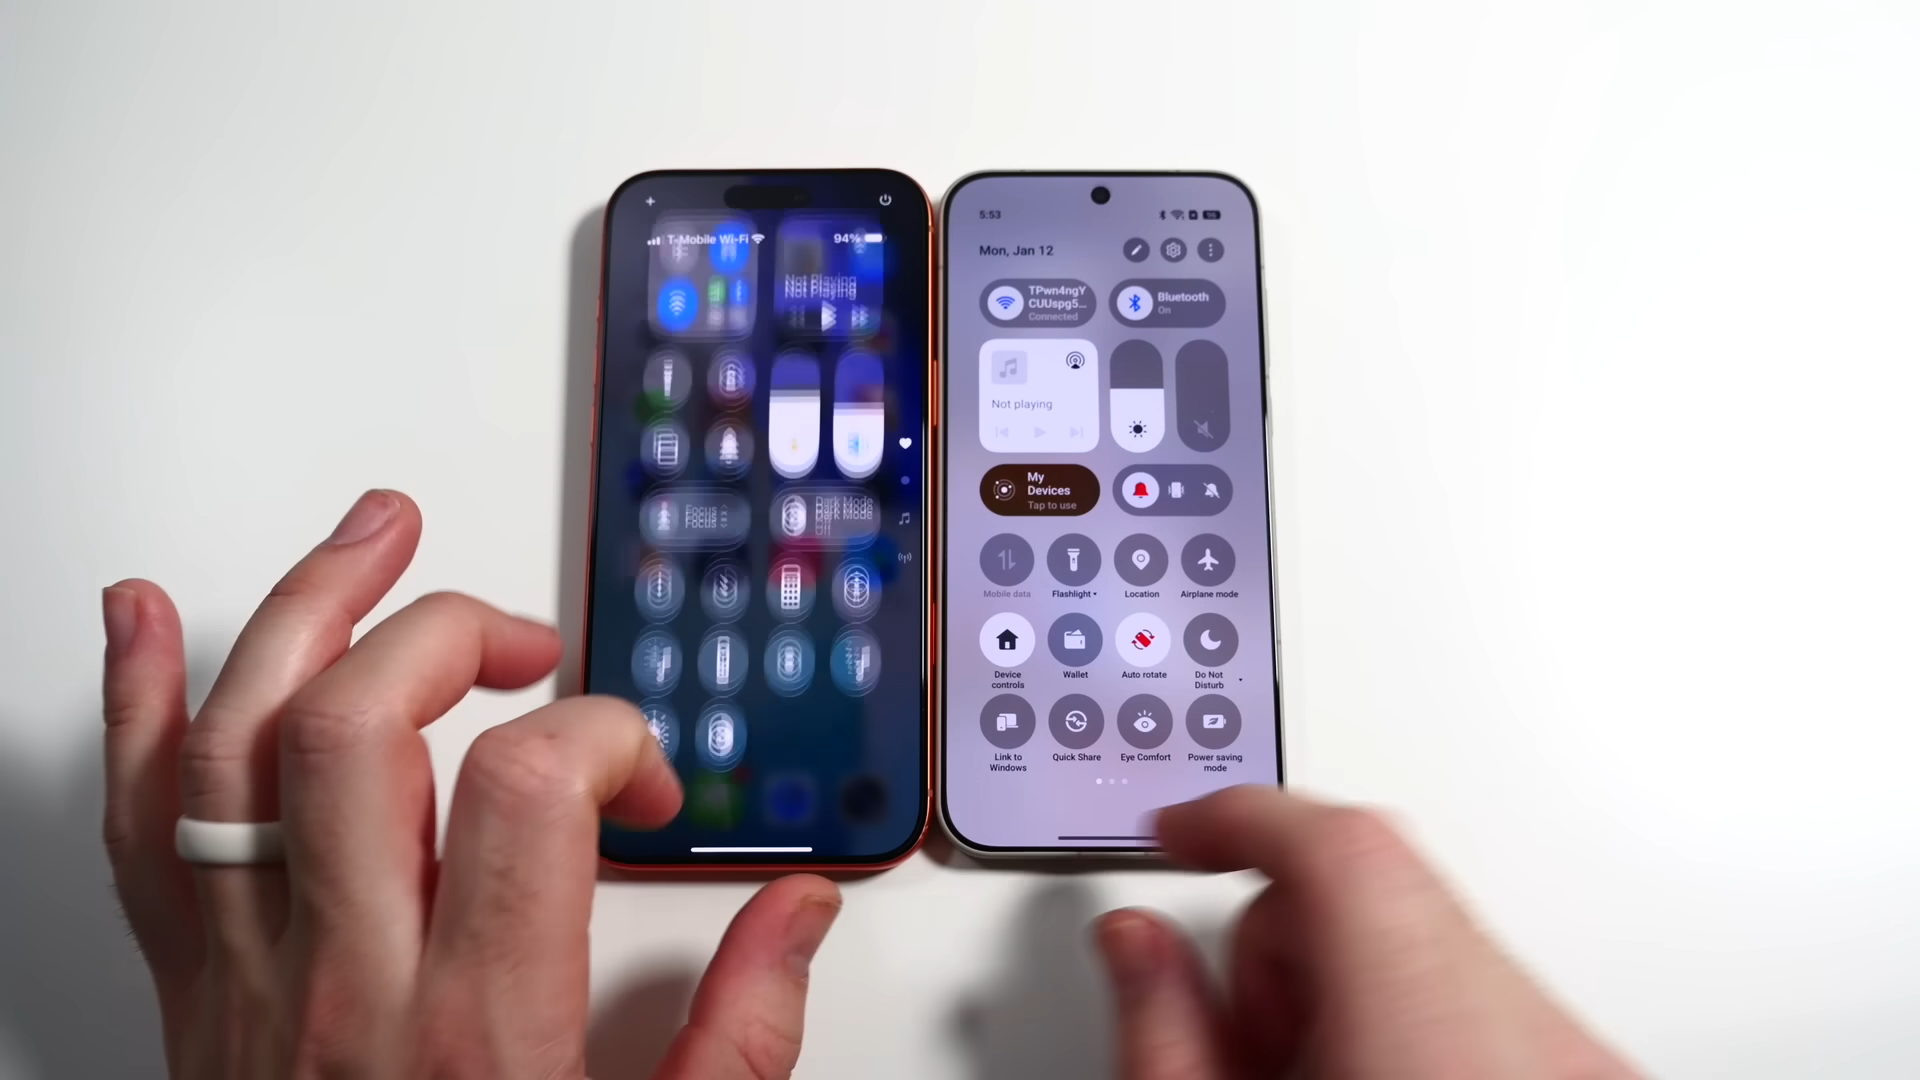 T-Mobile Wi-Fi
94%
Not Playing
Focus
Dark Mode
5:53
Mon, Jan 12
TPwn4ngY
CUUspg5...
Connected
Bluetooth
On
Not playing
My
Devices
Tap to use
Mobile data
Flashlight
Location
Airplane mode
Device
controls
Wallet
Auto rotate
Do Not
Disturb
Link to
Windows
Quick Share
Eye Comfort
Power saving
mode